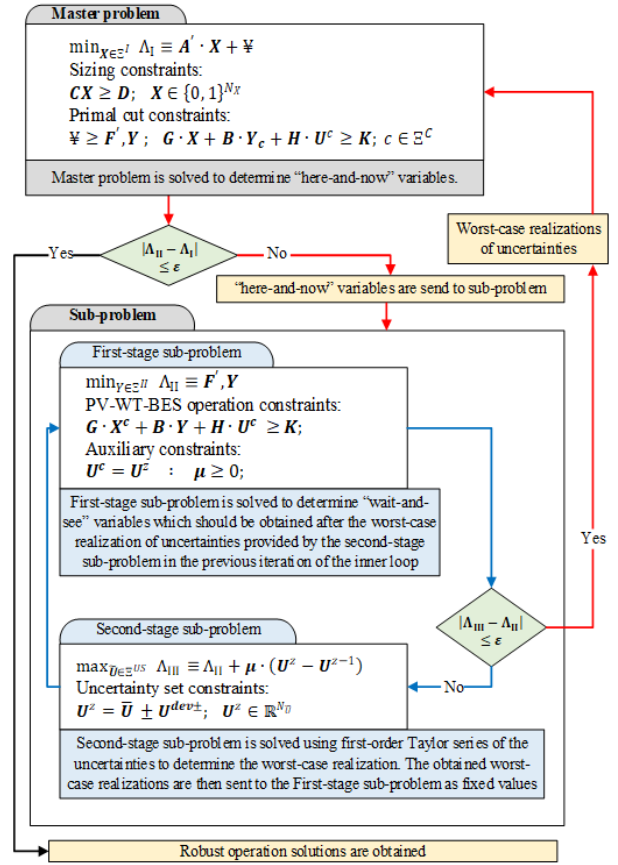 Master problem
min_{X∈Ξ^I} Λ_I ≡ A′ · X + ¥
Sizing constraints:
CX ≥ D;  X ∈ {0, 1}^{N_X}
Primal cut constraints:
¥ ≥ F′,Y ;  G · X + B · Y_c + H · U^c ≥ K; c ∈ Ξ^C
Master problem is solved to determine “here-and-now” variables.
Yes
|Λ_II − Λ_I|
≤ ε
No
Worst-case realizations
of uncertainties
“here-and-now” variables are send to sub-problem
Sub-problem
First-stage sub-problem
min_{Y∈Ξ^II} Λ_II ≡ F′,Y
PV-WT-BES operation constraints:
G · X^c + B · Y + H · U^c ≥ K;
Auxiliary constraints:
U^c = U^z  :  μ ≥ 0;
First-stage sub-problem is solved to determine “wait-and-
see” variables which should be obtained after the worst-case
realization of uncertainties provided by the second-stage
sub-problem in the previous iteration of the inner loop
Yes
|Λ_III − Λ_II|
≤ ε
No
Second-stage sub-problem
max_{Ū∈Ξ^US} Λ_III ≡ Λ_II + μ · (U^z − U^{z−1})
Uncertainty set constraints:
U^z = Ū ± U^{dev±};  U^z ∈ ℝ^{N_Ū}
Second-stage sub-problem is solved using first-order Taylor series of the
uncertainties to determine the worst-case realization. The obtained worst-
case realizations are then sent to the First-stage sub-problem as fixed values
Robust operation solutions are obtained